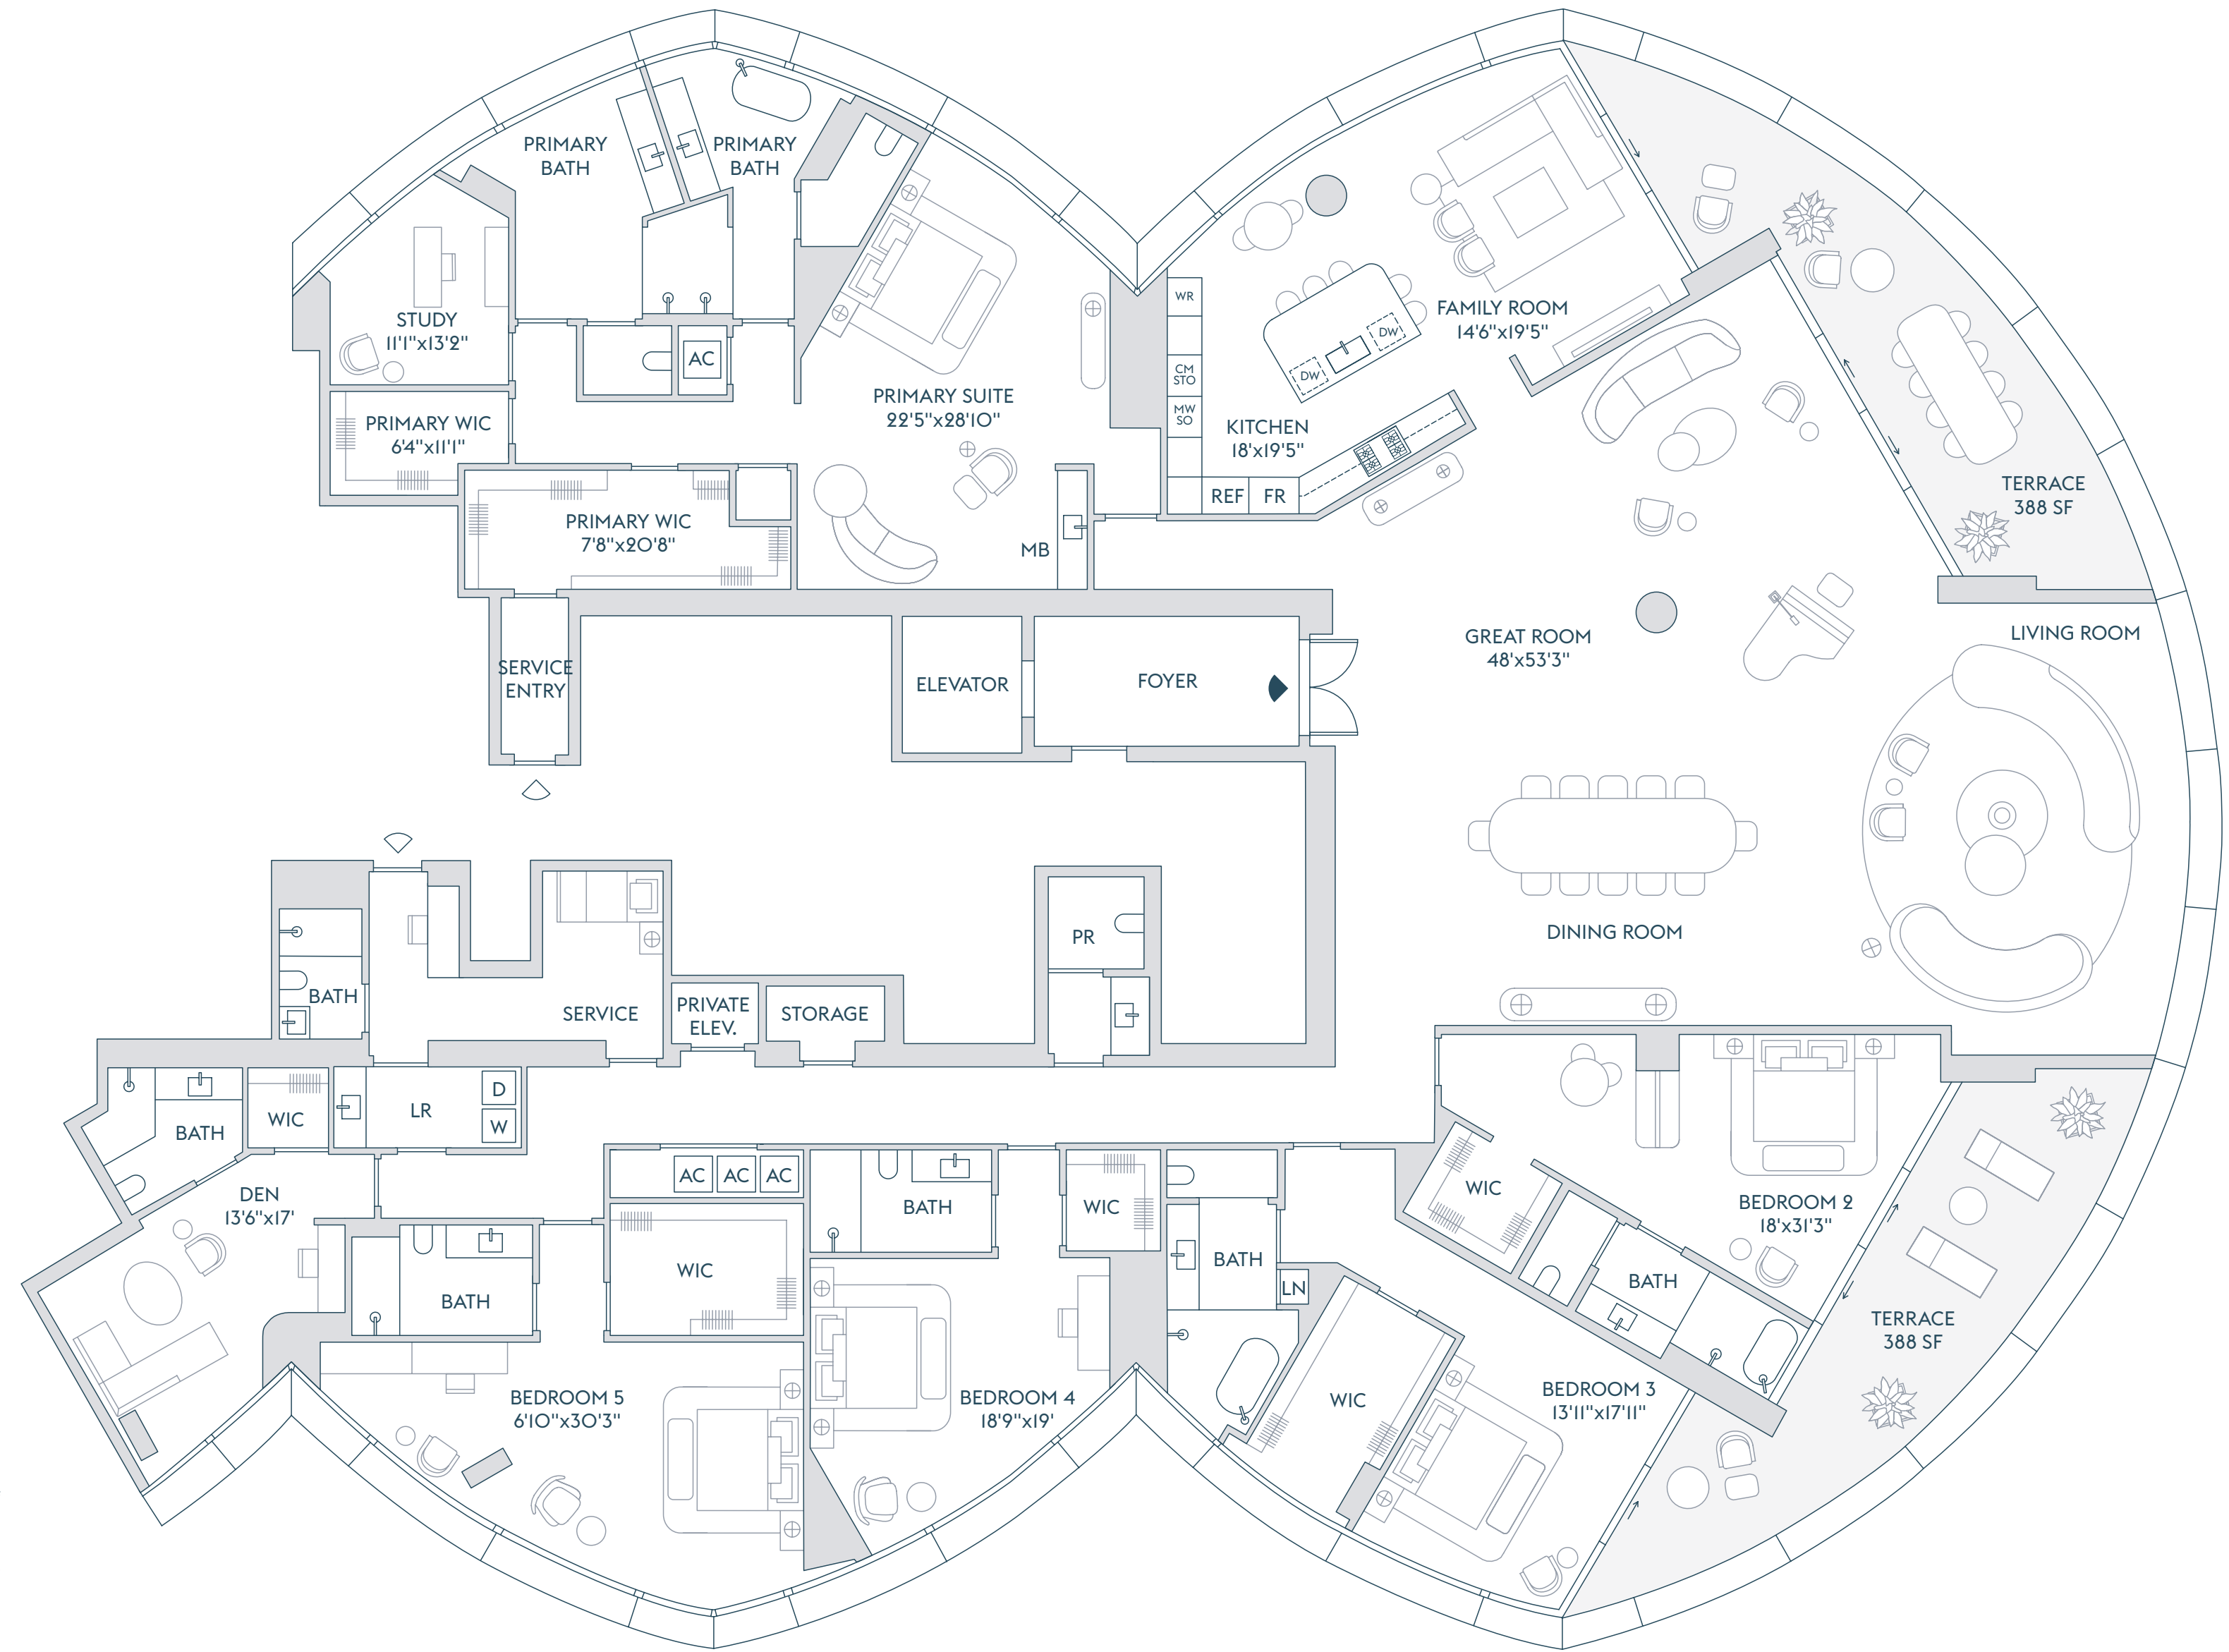 PRIMARY
BATH
PRIMARY
BATH
STUDY
11'1"x13'2"
AC
PRIMARY WIC
6'4"x11'1"
PRIMARY SUITE
22'5"x28'10"
PRIMARY WIC
7'8"x20'8"
MB
WR
CM
STO
MW
SO
DW
DW
KITCHEN
18'x19'5"
REF
FR
FAMILY ROOM
14'6"x19'5"
TERRACE
388 SF
SERVICE
ENTRY
ELEVATOR
FOYER
GREAT ROOM
48'x53'3"
LIVING ROOM
DINING ROOM
PR
BATH
SERVICE
PRIVATE
ELEV.
STORAGE
BATH
WIC
LR
D
W
DEN
13'6"x17'
AC
AC
AC
BATH
WIC
BATH
WIC
BATH
LN
WIC
BEDROOM 2
18'x31'3"
BATH
TERRACE
388 SF
BEDROOM 5
6'10"x30'3"
BEDROOM 4
18'9"x19'
WIC
BEDROOM 3
13'11"x17'11"